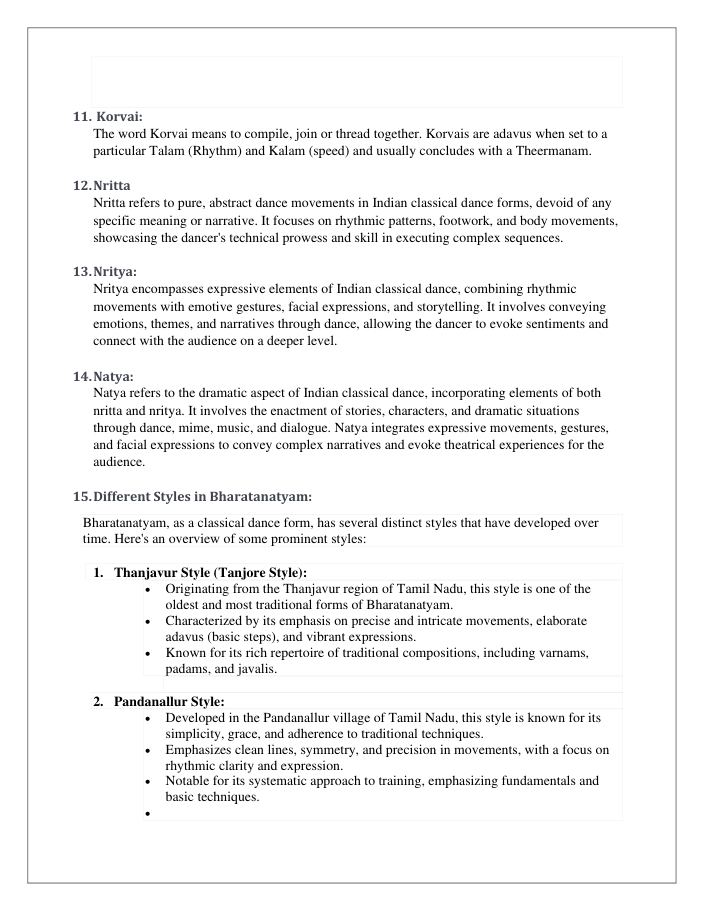 11. Korvai:
The word Korvai means to compile, join or thread together. Korvais are adavus when set to a
particular Talam (Rhythm) and Kalam (speed) and usually concludes with a Theermanam.
12.Nritta
Nritta refers to pure, abstract dance movements in Indian classical dance forms, devoid of any
specific meaning or narrative. It focuses on rhythmic patterns, footwork, and body movements,
showcasing the dancer's technical prowess and skill in executing complex sequences.
13.Nritya:
Nritya encompasses expressive elements of Indian classical dance, combining rhythmic
movements with emotive gestures, facial expressions, and storytelling. It involves conveying
emotions, themes, and narratives through dance, allowing the dancer to evoke sentiments and
connect with the audience on a deeper level.
14.Natya:
Natya refers to the dramatic aspect of Indian classical dance, incorporating elements of both
nritta and nritya. It involves the enactment of stories, characters, and dramatic situations
through dance, mime, music, and dialogue. Natya integrates expressive movements, gestures,
and facial expressions to convey complex narratives and evoke theatrical experiences for the
audience.
15.Different Styles in Bharatanatyam:
Bharatanatyam, as a classical dance form, has several distinct styles that have developed over
time. Here's an overview of some prominent styles:
1. Thanjavur Style (Tanjore Style):
• Originating from the Thanjavur region of Tamil Nadu, this style is one of the
oldest and most traditional forms of Bharatanatyam.
• Characterized by its emphasis on precise and intricate movements, elaborate
adavus (basic steps), and vibrant expressions.
• Known for its rich repertoire of traditional compositions, including varnams,
padams, and javalis.
2. Pandanallur Style:
• Developed in the Pandanallur village of Tamil Nadu, this style is known for its
simplicity, grace, and adherence to traditional techniques.
• Emphasizes clean lines, symmetry, and precision in movements, with a focus on
rhythmic clarity and expression.
• Notable for its systematic approach to training, emphasizing fundamentals and
basic techniques.
•